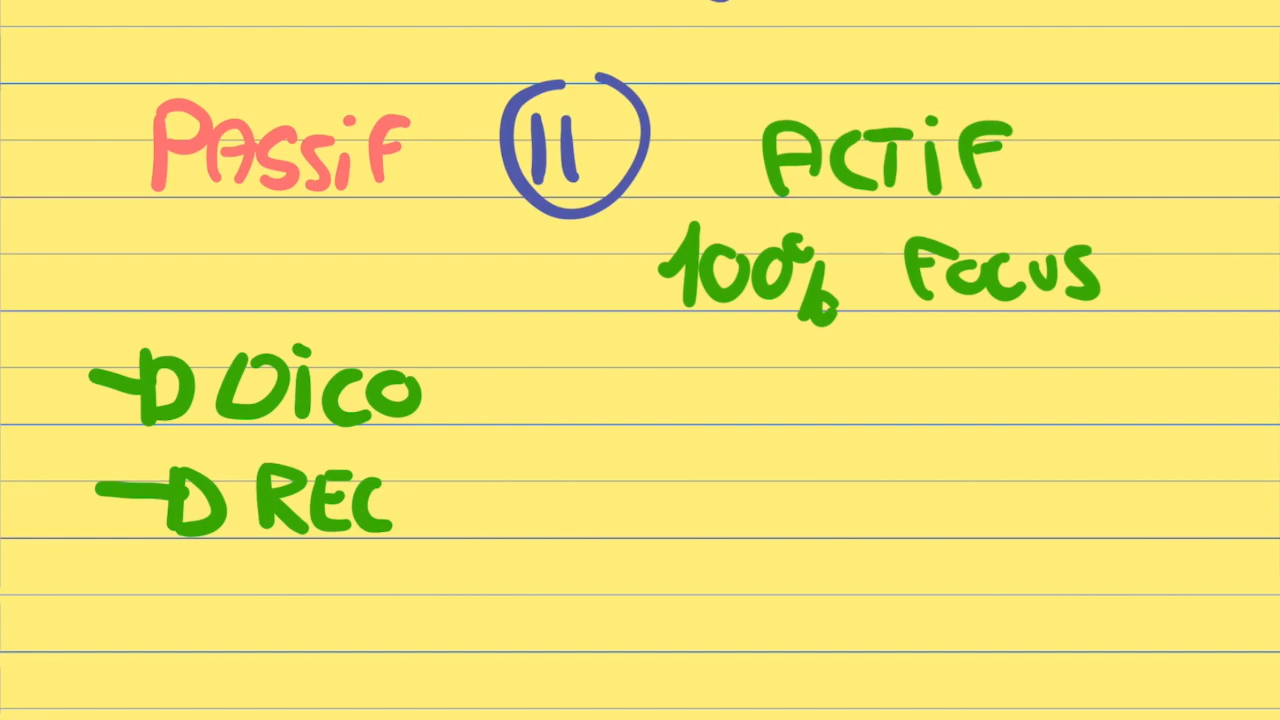 PASSiF 11 ACTiF
100% Focus
→ Dico
→ REC